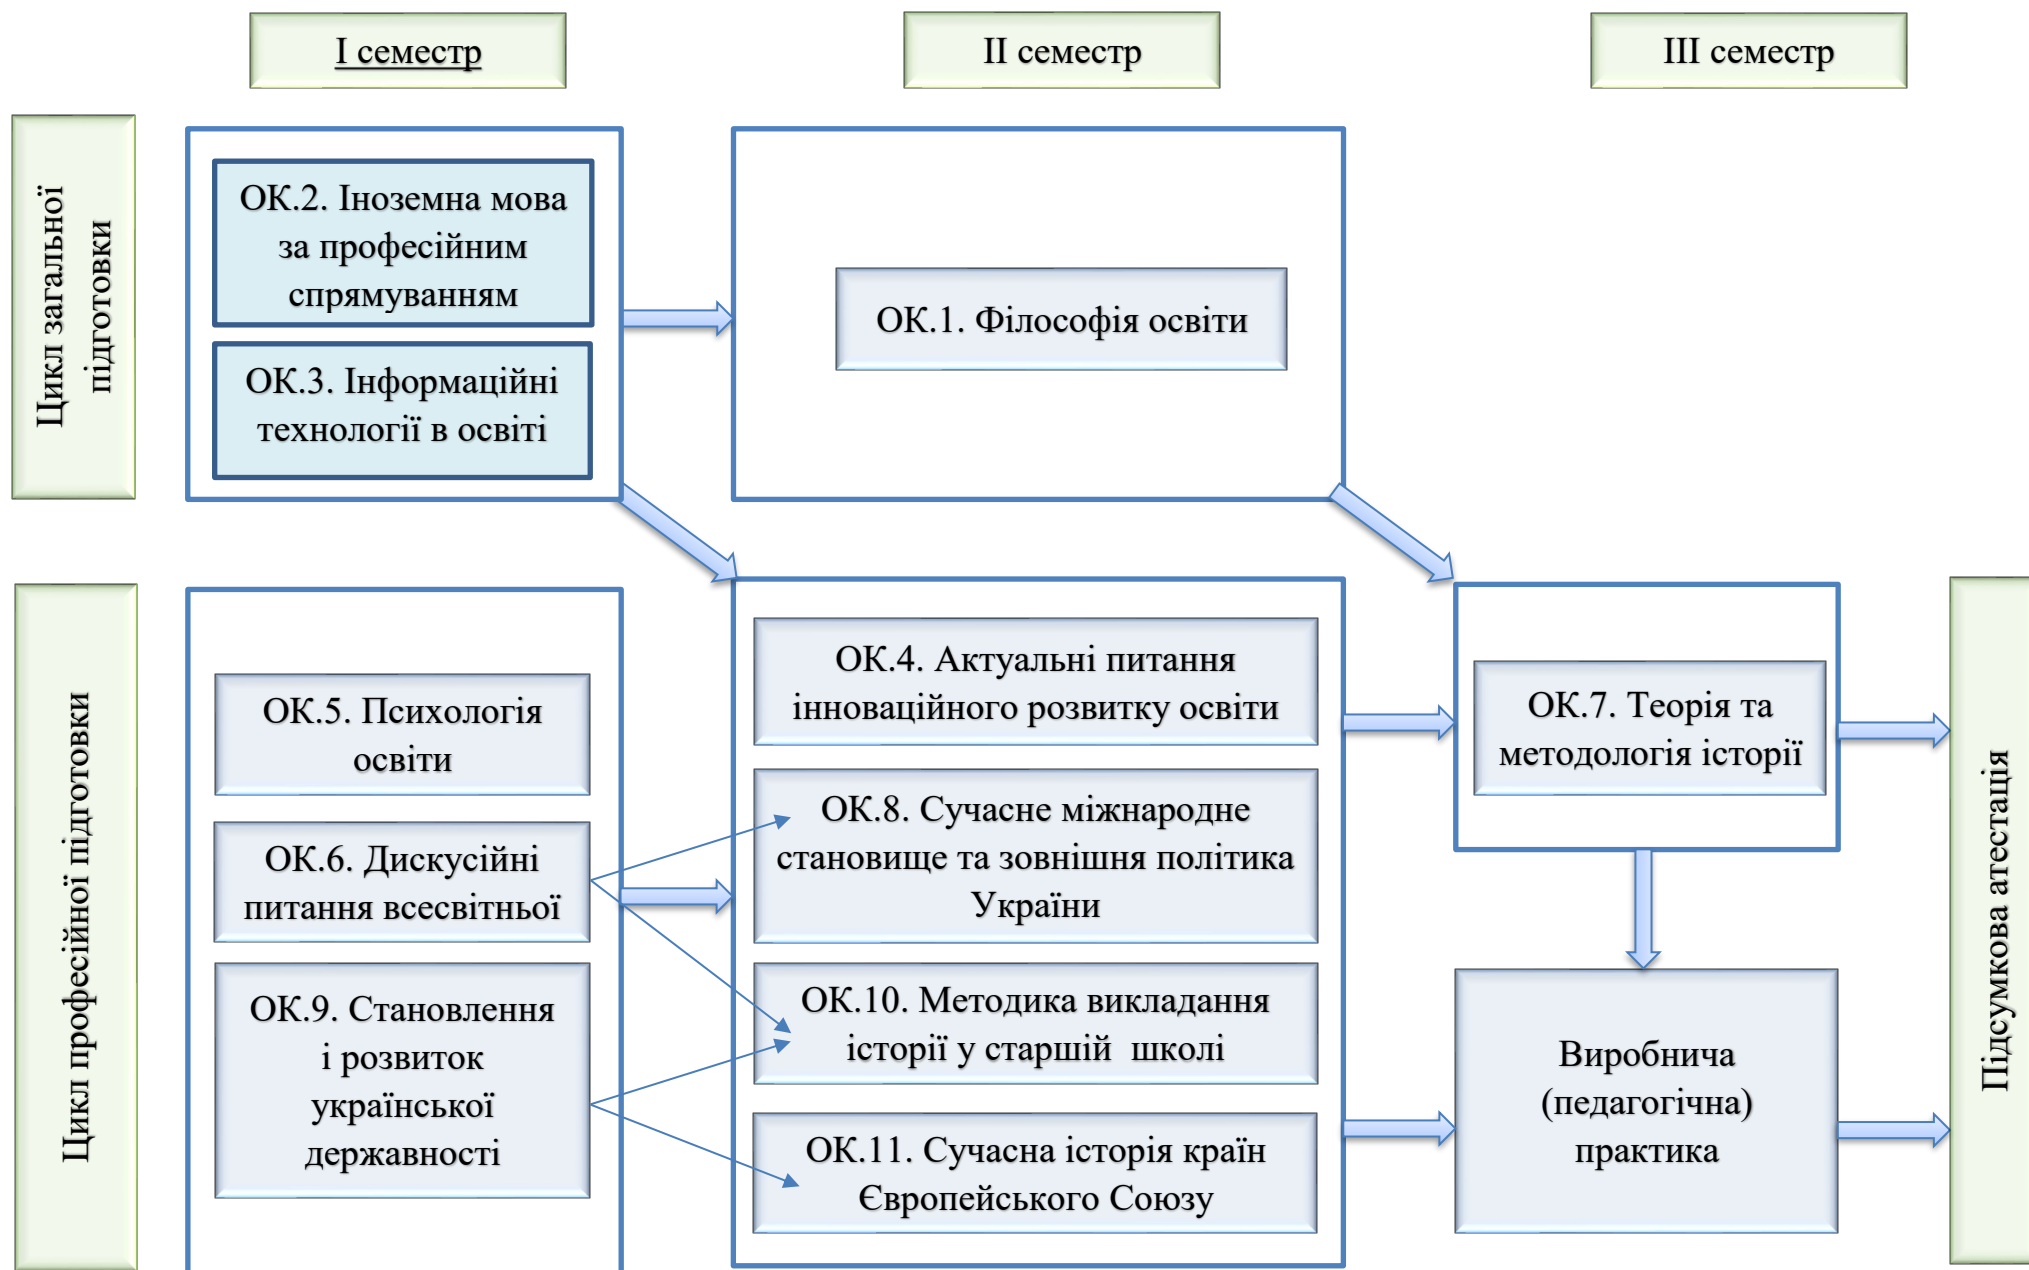 І семестр
ІІ семестр
ІІІ семестр
Цикл загальної
підготовки
ОК.2. Іноземна мова
за професійним
спрямуванням
ОК.3. Інформаційні
технології в освіті
ОК.1. Філософія освіти
Цикл професійної підготовки
ОК.5. Психологія
освіти
ОК.6. Дискусійні
питання всесвітньої
ОК.9. Становлення
і розвиток
української
державності
ОК.4. Актуальні питання
інноваційного розвитку освіти
ОК.8. Сучасне міжнародне
становище та зовнішня політика
України
ОК.10. Методика викладання
історії у старшій школі
ОК.11. Сучасна історія країн
Європейського Союзу
ОК.7. Теорія та
методологія історії
Виробнича
(педагогічна)
практика
Підсумкова атестація